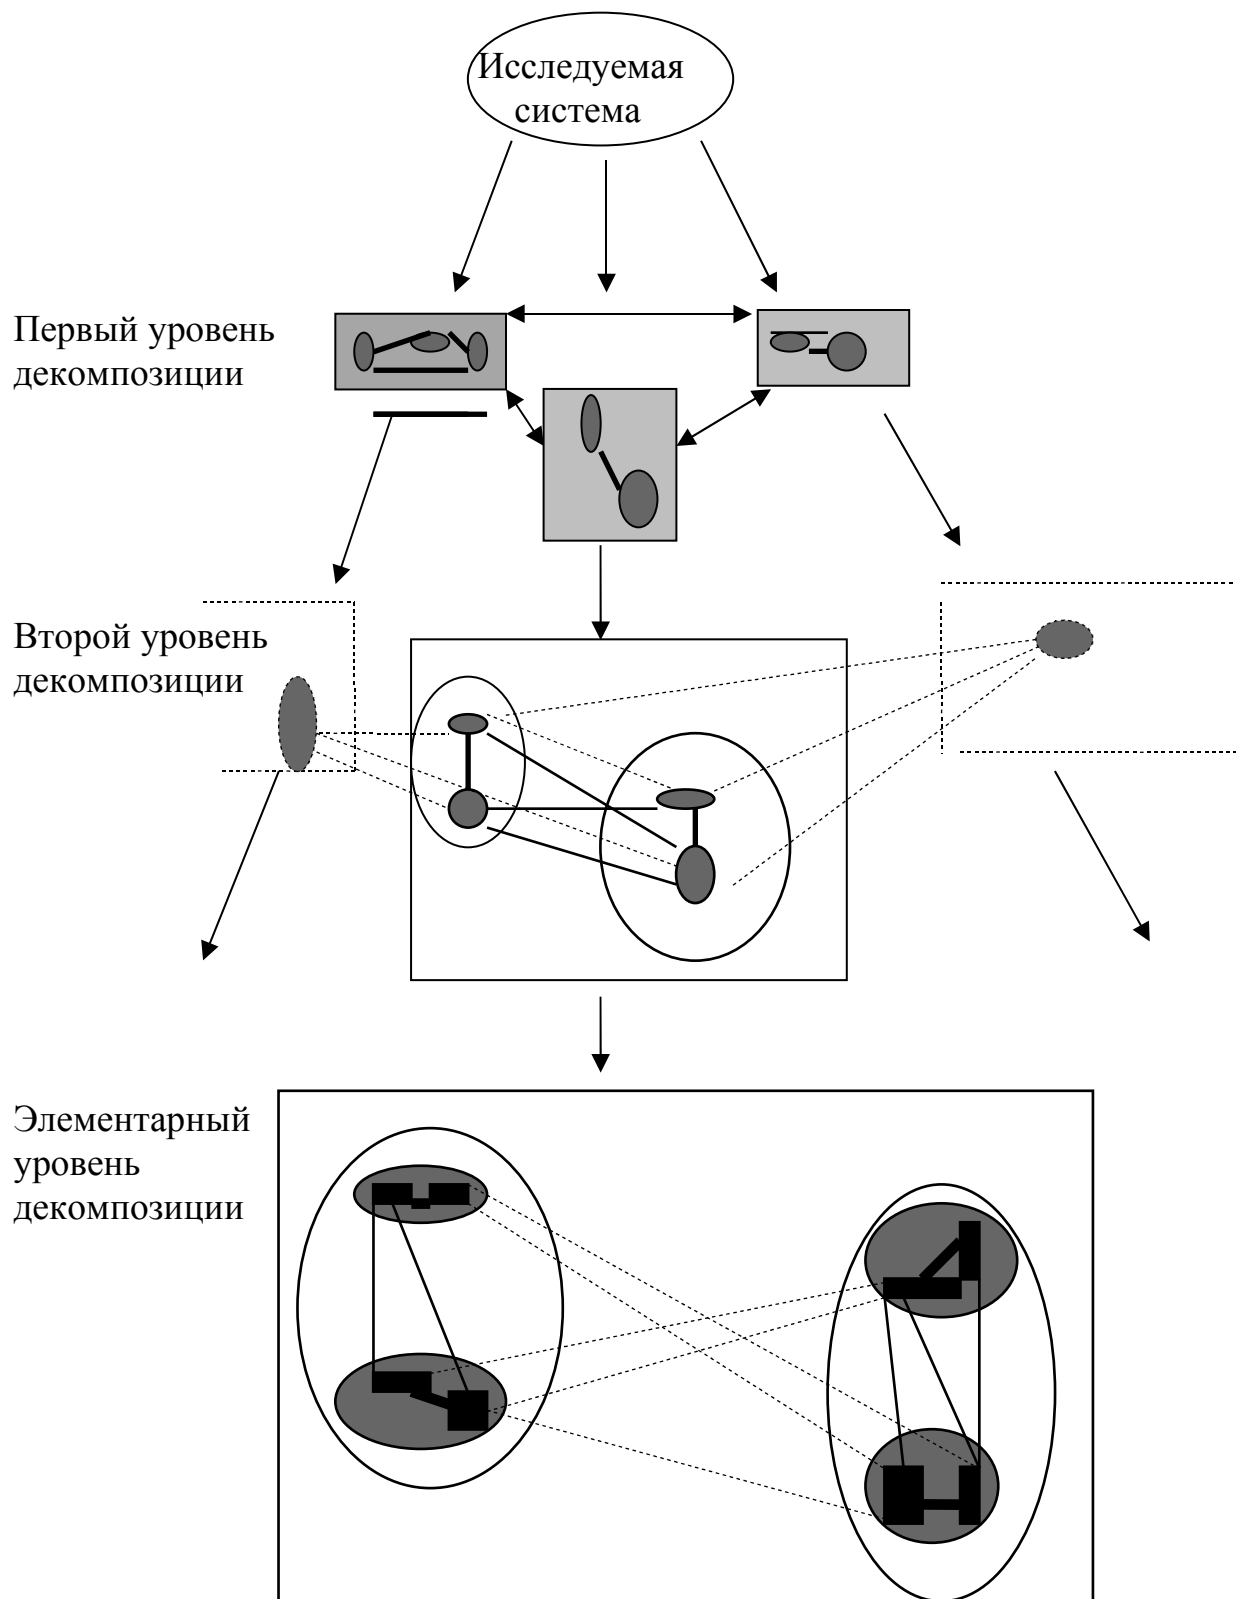 Исследуемая
система
Первый уровень
декомпозиции
Второй уровень
декомпозиции
Элементарный
уровень
декомпозиции